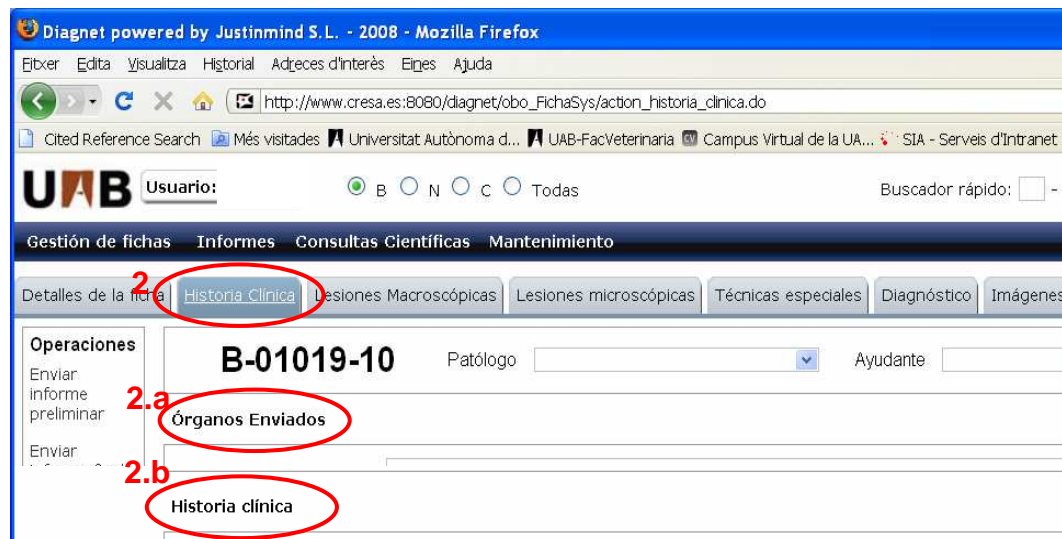 Diagnet powered by Justinmind S.L. - 2008 - Mozilla Firefox
Fitxer Edita Visualitza Historial Adreces d'interès Eines Ajuda
http://www.cresa.es:8080/diagnet/obo_FichaSys/action_historia_clinica.do
Cited Reference Search Més visitades Universitat Autònoma d... UAB-FacVeterinaria CV Campus Virtual de la UA... SIA - Serveis d'Intranet
UAB Usuario: B N C Todas Buscador rápido: -
Gestión de fichas Informes Consultas Científicas Mantenimiento
2.
Detalles de la ficha Historia Clínica Lesiones Macroscópicas Lesiones microscópicas Técnicas especiales Diagnóstico Imágenes
Operaciones
B-01019-10 Patólogo Ayudante
Enviar
informe
preliminar
2.a
Órganos Enviados
Enviar
2.b
Historia clínica